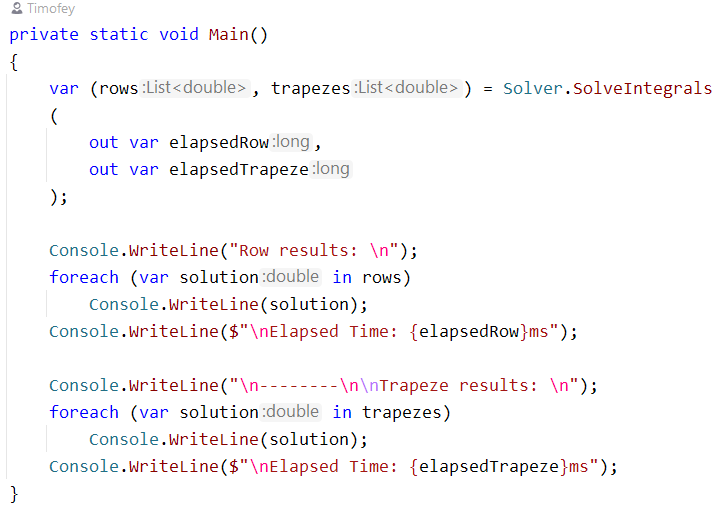 Timofey
private static void Main()
{
    var (rows:List<double>, trapezes:List<double>) = Solver.SolveIntegrals
    (
        out var elapsedRow:long,
        out var elapsedTrapeze:long
    );

    Console.WriteLine("Row results: \n");
    foreach (var solution:double in rows)
        Console.WriteLine(solution);
    Console.WriteLine($"\nElapsed Time: {elapsedRow}ms");

    Console.WriteLine("\n--------\n\nTrapeze results: \n");
    foreach (var solution:double in trapezes)
        Console.WriteLine(solution);
    Console.WriteLine($"\nElapsed Time: {elapsedTrapeze}ms");
}